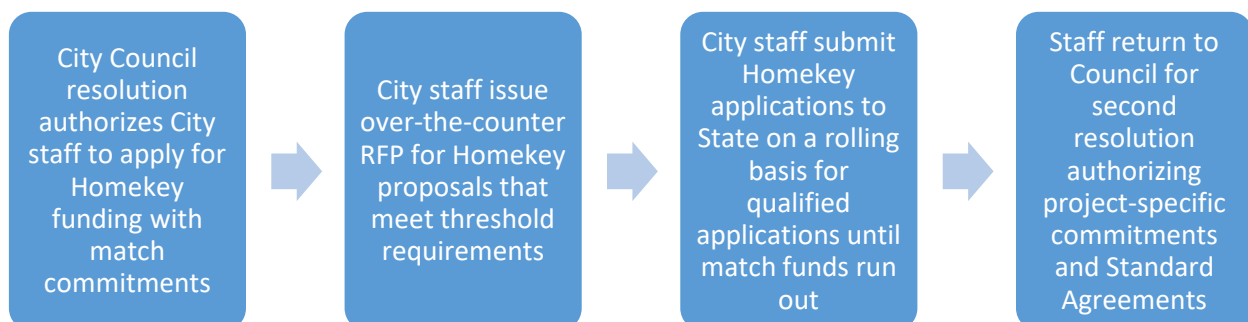 City Council
resolution
authorizes City
staff to apply for
Homekey
funding with
match
commitments
City staff issue
over-the-counter
RFP for Homekey
proposals that
meet threshold
requirements
City staff submit
Homekey
applications to
State on a rolling
basis for
qualified
applications until
match funds run
out
Staff return to
Council for
second
resolution
authorizing
project-specific
commitments
and Standard
Agreements